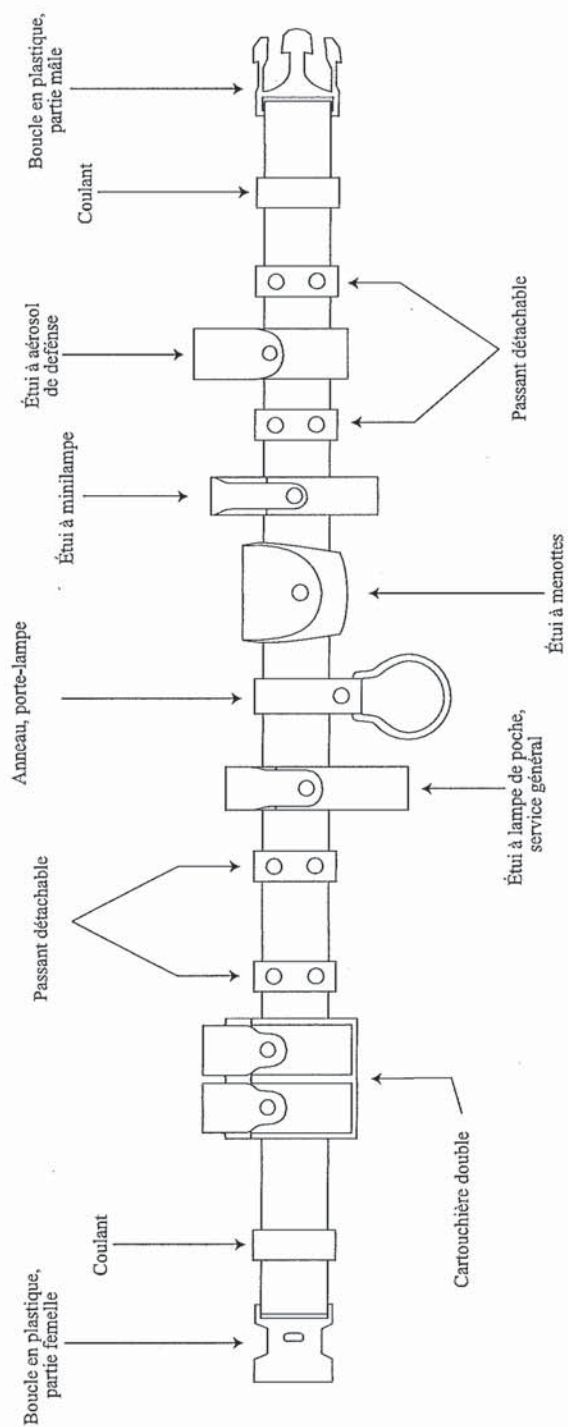 Boucle en plastique,
partie femelle
Coulant
Passant détachable
Anneau, porte-lampe
Étui à minilampe
Étui à aérosol
de defénse
Coulant
Boucle en plastique,
partie mâle
Cartouchière double
Étui à lampe de poche,
service général
Étui à menottes
Passant détachable